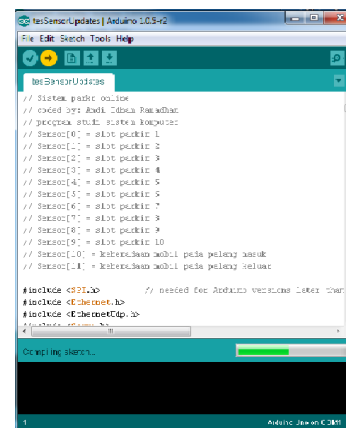 tesSensorUpdates | Arduino 1.0.5-r2
File Edit Sketch Tools Help
tesSensorUpdates
// Sistem parkir online
// coded by: Andi Idham Ramadhan
// program studi sistem komputer
// Sensor[0] = slot parkir 1
// Sensor[1] = slot parkir 2
// Sensor[2] = slot parkir 3
// Sensor[3] = slot parkir 4
// Sensor[4] = slot parkir 5
// Sensor[5] = slot parkir 6
// Sensor[6] = slot parkir 7
// Sensor[7] = slot parkir 8
// Sensor[8] = slot parkir 9
// Sensor[9] = slot parkir 10
// Sensor[10] = keberadaan mobil pada palang masuk
// Sensor[11] = keberadaan mobil pada palang keluar
#include <SPI.h> // needed for Arduino versions later than
#include <Ethernet.h>
#include <EthernetUdp.h>
#include
Compiling sketch...
1
Arduino Uno on COM11